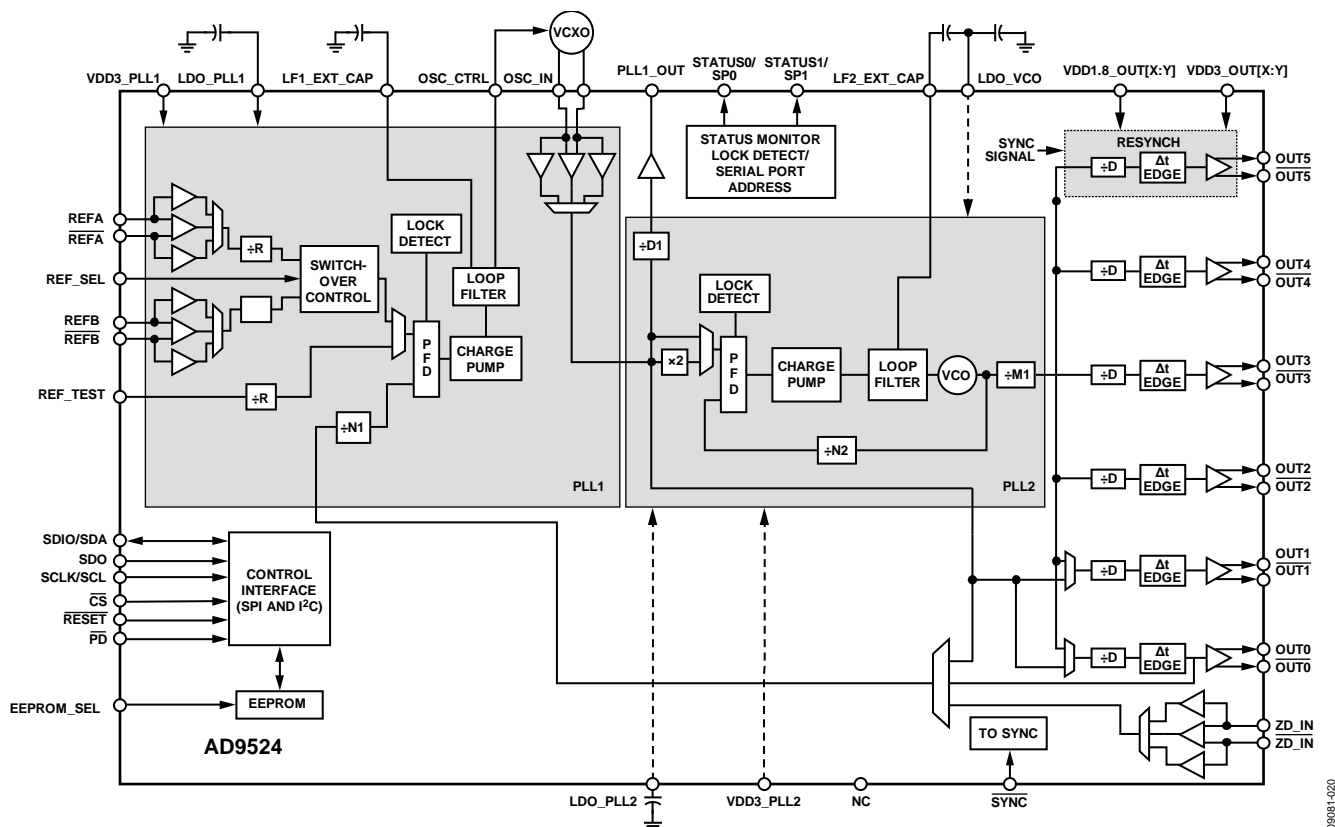 VCXO
VDD3_PLL1
LDO_PLL1
LF1_EXT_CAP
OSC_CTRL
OSC_IN
PLL1_OUT
STATUS0/
SP0
STATUS1/
SP1
LF2_EXT_CAP
LDO_VCO
VDD1.8_OUT[X:Y]
VDD3_OUT[X:Y]
STATUS MONITOR
LOCK DETECT/
SERIAL PORT
ADDRESS
SYNC
SIGNAL
RESYNCH
÷D
Δt
EDGE
OUT5
OUT5
REFA
REFA
÷R
LOCK
DETECT
SWITCH-
OVER
CONTROL
LOOP
FILTER
÷D1
÷D
Δt
EDGE
OUT4
OUT4
REF_SEL
REFB
REFB
PFD
CHARGE
PUMP
LOCK
DETECT
×2
PFD
CHARGE
PUMP
LOOP
FILTER
VCO
÷M1
÷D
Δt
EDGE
OUT3
OUT3
REF_TEST
÷R
÷N1
÷N2
PLL1
PLL2
÷D
Δt
EDGE
OUT2
OUT2
SDIO/SDA
SDO
SCLK/SCL
CS
RESET
PD
CONTROL
INTERFACE
(SPI AND I²C)
÷D
Δt
EDGE
OUT1
OUT1
÷D
Δt
EDGE
OUT0
OUT0
EEPROM_SEL
EEPROM
AD9524
TO SYNC
ZD_IN
ZD_IN
LDO_PLL2
VDD3_PLL2
NC
SYNC
09081-020